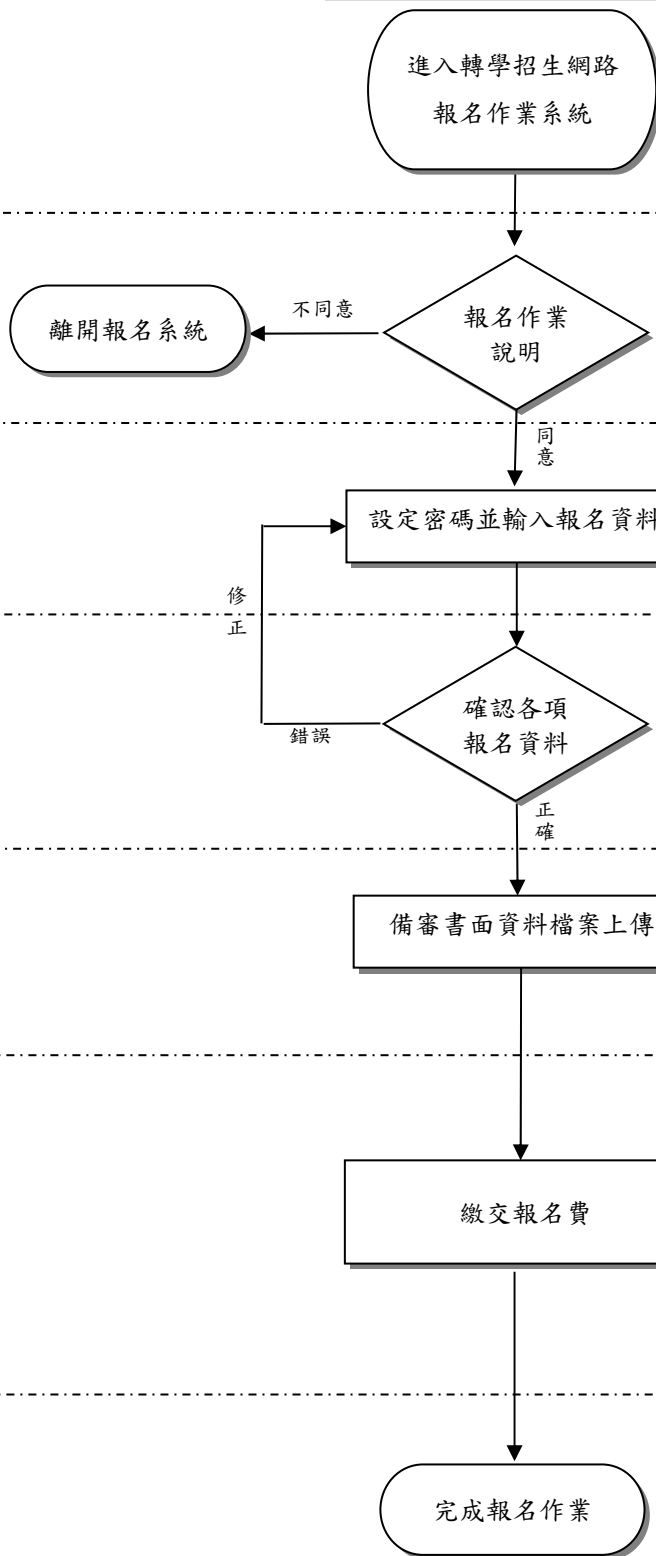 進入轉學招生網路
報名作業系統
離開報名系統
不同意
報名作業
說明
同
意
設定密碼並輸入報名資料
修
正
確認各項
報名資料
錯誤
正
確
備審書面資料檔案上傳
繳交報名費
完成報名作業